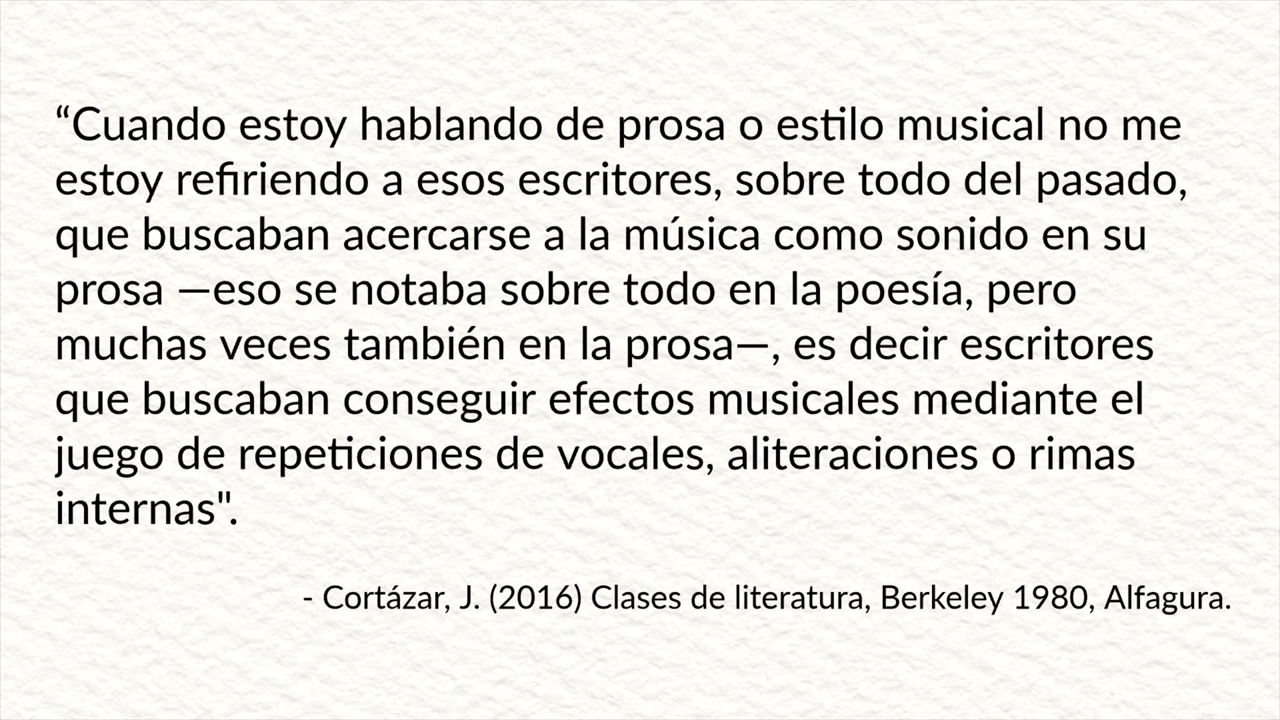 “Cuando estoy hablando de prosa o estilo musical no me
estoy refiriendo a esos escritores, sobre todo del pasado,
que buscaban acercarse a la música como sonido en su
prosa —eso se notaba sobre todo en la poesía, pero
muchas veces también en la prosa—, es decir escritores
que buscaban conseguir efectos musicales mediante el
juego de repeticiones de vocales, aliteraciones o rimas
internas".
- Cortázar, J. (2016) Clases de literatura, Berkeley 1980, Alfagura.